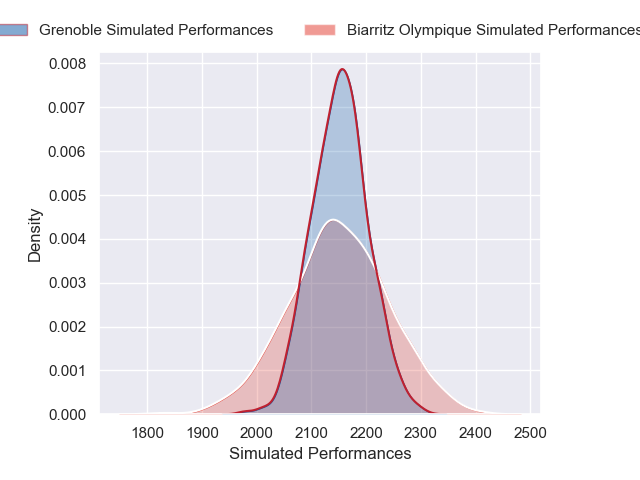 Grenoble Simulated Performances
Biarritz Olympique Simulated Performances
0.008
0.007
0.006
0.005
0.004
0.003
0.002
0.001
0.000
Density
1800 1900 2000 2100 2200 2300 2400 2500
Simulated Performances